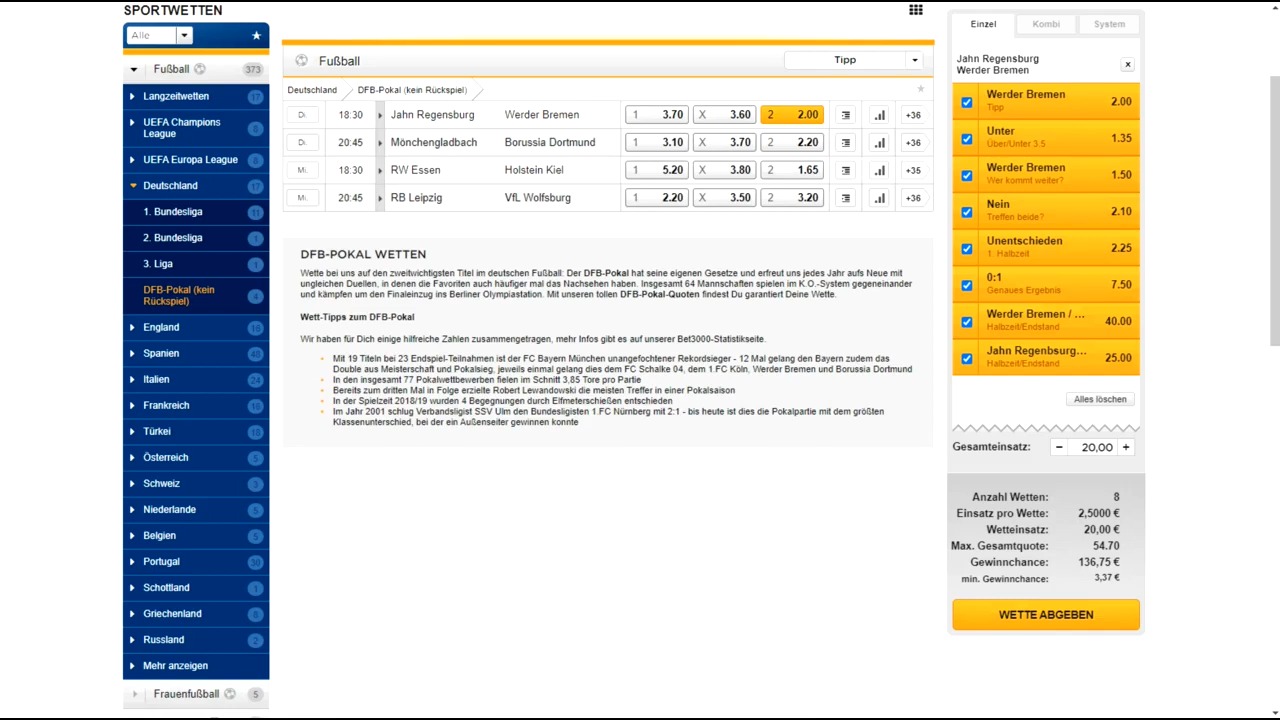 SPORTWETTEN
Alle
Fußball 373
Langzeitwetten 17
UEFA Champions
League 8
UEFA Europa League 8
Deutschland 17
1. Bundesliga 11
2. Bundesliga 1
3. Liga 1
DFB-Pokal (kein
Rückspiel) 4
England 16
Spanien 48
Italien 24
Frankreich
Türkei
Österreich 5
Schweiz 3
Niederlande 5
Belgien 5
Portugal 30
Schottland 1
Griechenland
Russland 2
Mehr anzeigen
Frauenfußball 5
Fußball Tipp
Deutschland DFB-Pokal (kein Rückspiel)
Di. 18:30 Jahn Regensburg Werder Bremen 1 3.70 X 3.60 2 2.00 +36
Di. 20:45 Mönchengladbach Borussia Dortmund 1 3.10 X 3.70 2 2.20 +36
Mi. 18:30 RW Essen Holstein Kiel 1 5.20 X 3.80 2 1.65 +35
Mi. 20:45 RB Leipzig VfL Wolfsburg 1 2.20 X 3.50 2 3.20 +36
DFB-POKAL WETTEN
Wette bei uns auf den zweitwichtigsten Titel im deutschen Fußball: Der DFB-Pokal hat seine eigenen Gesetze und erfreut uns jedes Jahr aufs Neue mit
ungleichen Duellen, in denen die Favoriten auch häufiger mal das Nachsehen haben. Insgesamt 64 Mannschaften spielen im K.O.-System gegeneinander
und kämpfen um den Finaleinzug ins Berliner Olympiastation. Mit unseren tollen DFB-Pokal-Quoten findest Du garantiert Deine Wette.
Wett-Tipps zum DFB-Pokal
Wir haben für Dich einige hilfreiche Zahlen zusammengetragen, mehr Infos gibt es auf unserer Bet3000-Statistikseite.
Mit 19 Titeln bei 23 Endspiel-Teilnahmen ist der FC Bayern München unangefochtener Rekordsieger - 12 Mal gelang den Bayern zudem das
Double aus Meisterschaft und Pokalsieg, jeweils einmal gelang dies dem FC Schalke 04, dem 1.FC Köln, Werder Bremen und Borussia Dortmund
In den insgesamt 77 Pokalwettbewerben fielen im Schnitt 3,85 Tore pro Partie
Bereits zum dritten Mal in Folge erzielte Robert Lewandowski die meisten Treffer in einer Pokalsaison
In der Spielzeit 2018/19 wurden 4 Begegnungen durch Elfmeterschießen entschieden
Im Jahr 2001 schlug Verbandsligist SSV Ulm den Bundesligisten 1.FC Nürnberg mit 2:1 - bis heute ist dies die Pokalpartie mit dem größten
Klassenunterschied, bei der ein Außenseiter gewinnen konnte
Einzel Kombi System
Jahn Regensburg
Werder Bremen x
Werder Bremen 2.00
Tipp
Unter 1.35
Über/Unter 3.5
Werder Bremen 1.50
Wer kommt weiter?
Nein 2.10
Treffen beide?
Unentschieden 2.25
1. Halbzeit
0:1 7.50
Genaues Ergebnis
Werder Bremen / ... 40.00
Halbzeit/Endstand
Jahn Regenbsurg... 25.00
Halbzeit/Endstand
Alles löschen
Gesamteinsatz: − 20,00 +
Anzahl Wetten: 8
Einsatz pro Wette: 2,5000 €
Wetteinsatz: 20,00 €
Max. Gesamtquote: 54.70
Gewinnchance: 136,75 €
min. Gewinnchance: 3,37 €
WETTE ABGEBEN